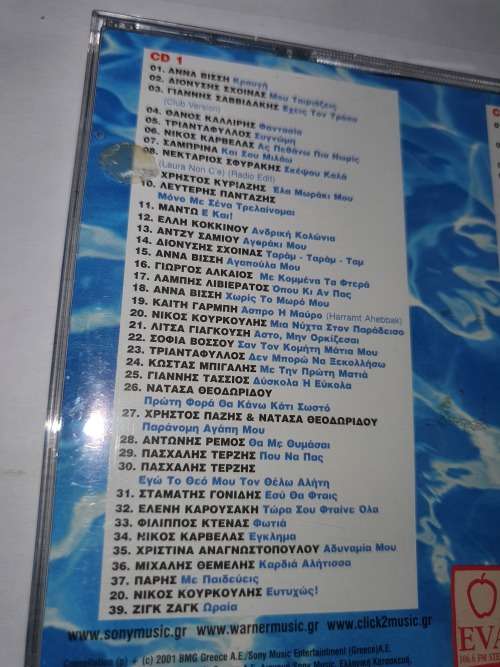 CD 1
01. ΑΝΝΑ ΒΙΣΣΗ Κραυγή
02. ΔΙΟΝΥΣΗΣ ΣΧΟΙΝΑΣ Μου Ταιριάζεις
03. ΓΙΑΝΝΗΣ ΣΑΒΒΙΔΑΚΗΣ Εχεις Τον Τρόπο
(Club Version)
04. ΘΑΝΟΣ ΚΑΛΛΙΡΗΣ Φαντασία
05. ΤΡΙΑΝΤΑΦΥΛΛΟΣ Συγνώμη
06. ΝΙΚΟΣ ΚΑΡΒΕΛΑΣ Ας Πεθάνω Πιο Νωρίς
07. ΣΑΜΠΡΙΝΑ Και Σου Μιλάω
08. ΝΕΚΤΑΡΙΟΣ ΣΦΥΡΑΚΗΣ Σκέψου Καλά
(Laura Non C'e) (Radio Edit)
ΧΡΗΣΤΟΣ ΚΥΡΙΑΖΗΣ Ελα Μωράκι Μου
10. ΛΕΥΤΕΡΗΣ ΠΑΝΤΑΖΗΣ
Μόνο Με Σένα Τρελαίνομαι
11. ΜΑΝΤΩ Ε Και!
12. ΕΛΛΗ ΚΟΚΚΙΝΟΥ Ανδρική Κολώνια
13. ΑΝΤΖΥ ΣΑΜΙΟΥ Αγοράκι Μου
14. ΔΙΟΝΥΣΗΣ ΣΧΟΙΝΑΣ Ταράμ - Ταράμ - Ταμ
15. ΑΝΝΑ ΒΙΣΣΗ Αγαπούλα Μου
16. ΓΙΩΡΓΟΣ ΑΛΚΑΙΟΣ Με Κομμένα Τα Φτερά
17. ΛΑΜΠΗΣ ΛΙΒΙΕΡΑΤΟΣ Οπου Κι Αν Πας
18. ΑΝΝΑ ΒΙΣΣΗ Χωρίς Το Μωρό Μου
19. ΚΑΙΤΗ ΓΑΡΜΠΗ Ασπρο Η Μαύρο (Harramt Ahebbak)
20. ΝΙΚΟΣ ΚΟΥΡΚΟΥΛΗΣ Μια Νύχτα Στον Παράδεισο
21. ΛΙΤΣΑ ΓΙΑΓΚΟΥΣΗ Αστο, Μην Ορκίζεσαι
22. ΣΟΦΙΑ ΒΟΣΣΟΥ Σαν Τον Κομήτη Μάτια Μου
23. ΤΡΙΑΝΤΑΦΥΛΛΟΣ Δεν Μπορώ Να Ξεκολλήσω
24. ΚΩΣΤΑΣ ΜΠΙΓΑΛΗΣ Με Την Πρώτη Ματιά
25. ΓΙΑΝΝΗΣ ΤΑΣΣΙΟΣ Δύσκολα Η Εύκολα
26. ΝΑΤΑΣΑ ΘΕΟΔΩΡΙΔΟΥ
Πρώτη Φορά Θα Κάνω Κάτι Σωστό
27. ΧΡΗΣΤΟΣ ΠΑΖΗΣ & ΝΑΤΑΣΑ ΘΕΟΔΩΡΙΔΟΥ
Παράνομη Αγάπη Μου
28. ΑΝΤΩΝΗΣ ΡΕΜΟΣ Θα Με Θυμάσαι
29. ΠΑΣΧΑΛΗΣ ΤΕΡΖΗΣ Που Να Πας
30. ΠΑΣΧΑΛΗΣ ΤΕΡΖΗΣ
Εγώ Το Θεό Μου Τον Θέλω Αλήτη
31. ΣΤΑΜΑΤΗΣ ΓΟΝΙΔΗΣ Εσύ Θα Φταις
32. ΕΛΕΝΗ ΚΑΡΟΥΣΑΚΗ Τώρα Σου Φταίνε Ολα
33. ΦΙΛΙΠΠΟΣ ΚΤΕΝΑΣ Φωτιά
34. ΝΙΚΟΣ ΚΑΡΒΕΛΑΣ Εγκλημα
35. ΧΡΙΣΤΙΝΑ ΑΝΑΓΝΩΣΤΟΠΟΥΛΟΥ Αδυναμία Μου
36. ΜΙΧΑΛΗΣ ΘΕΜΕΛΗΣ Καρδιά Αλήτισσα
37. ΠΑΡΗΣ Με Παιδεύεις
20. ΝΙΚΟΣ ΚΟΥΡΚΟΥΛΗΣ Ευτυχώς!
39. ΖΙΓΚ ΖΑΓΚ Ωραία
www.sonymusic.gr www.warnermusic.gr www.click2music.gr
Compilation (p) + (c) 2001 BMG Greece A.E./Sony Music Entertainment (Greece) A.E.